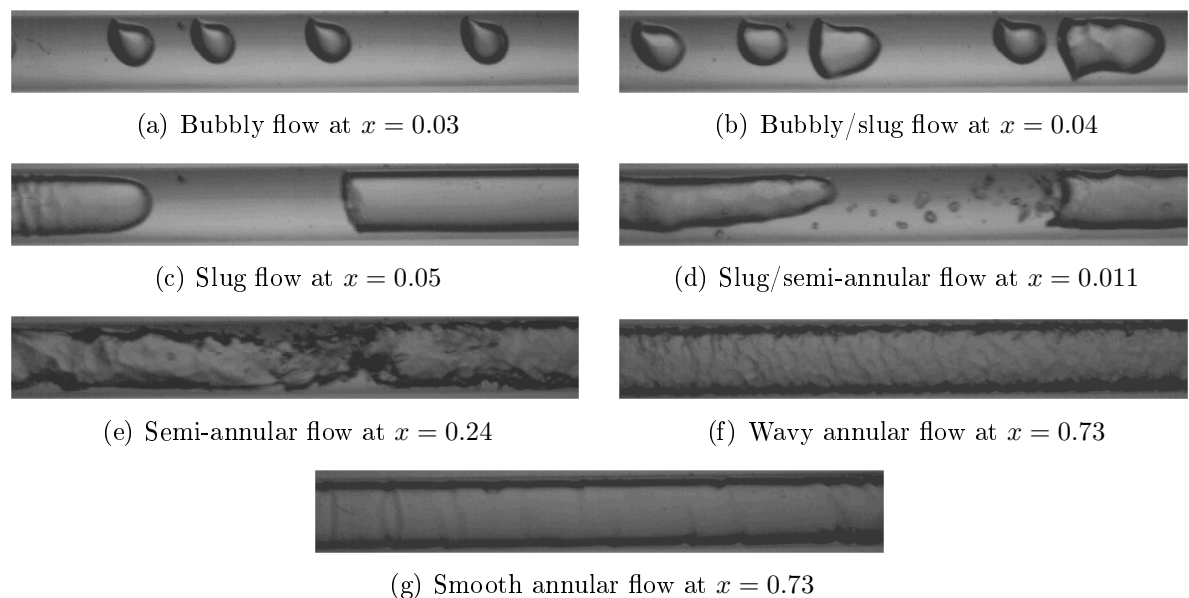 (a) Bubbly flow at x = 0.03
(b) Bubbly/slug flow at x = 0.04
(c) Slug flow at x = 0.05
(d) Slug/semi-annular flow at x = 0.011
(e) Semi-annular flow at x = 0.24
(f) Wavy annular flow at x = 0.73
(g) Smooth annular flow at x = 0.73